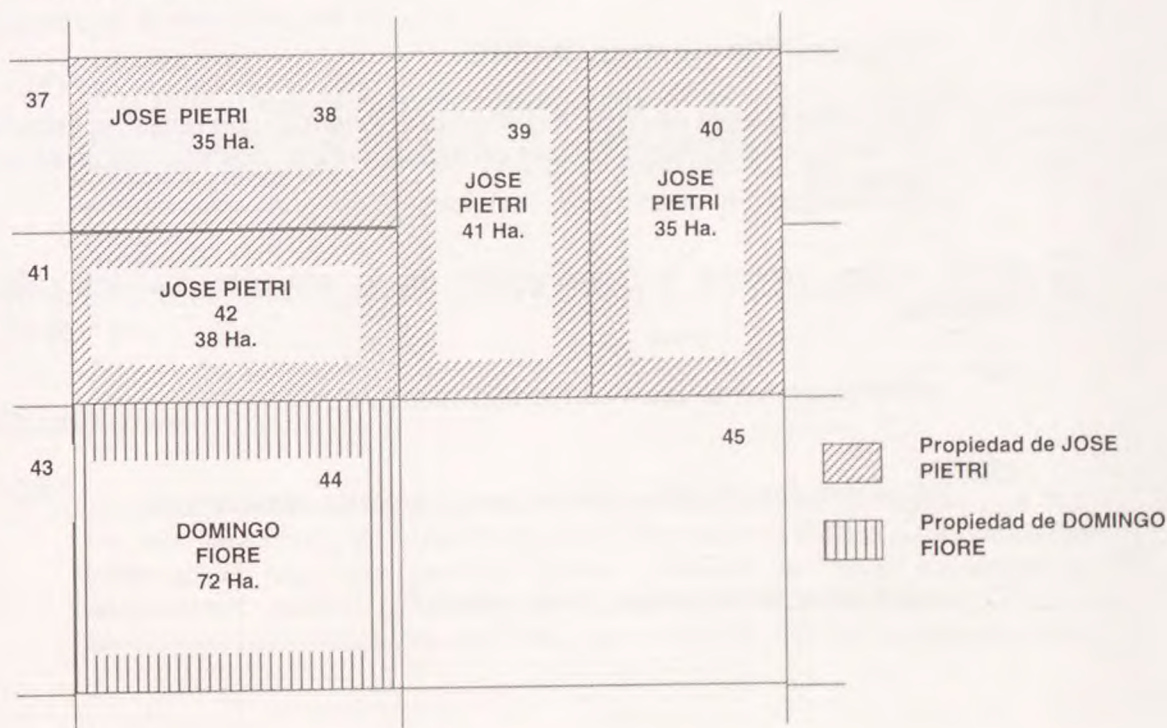 37
JOSE PIETRI 38
35 Ha.
39
JOSE
PIETRI
41 Ha.
40
JOSE
PIETRI
35 Ha.
41
JOSE PIETRI
42
38 Ha.
43
44
DOMINGO
FIORE
72 Ha.
45
Propiedad de JOSE
PIETRI
Propiedad de DOMINGO
FIORE